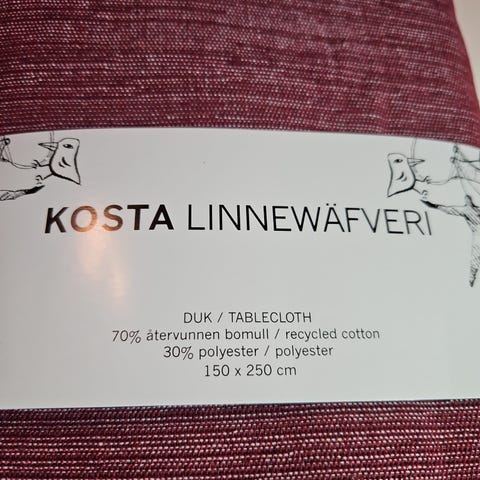 KOSTA LINNEWÄFVERI
DUK / TABLECLOTH
70% återvunnen bomull / recycled cotton
30% polyester / polyester
150 x 250 cm